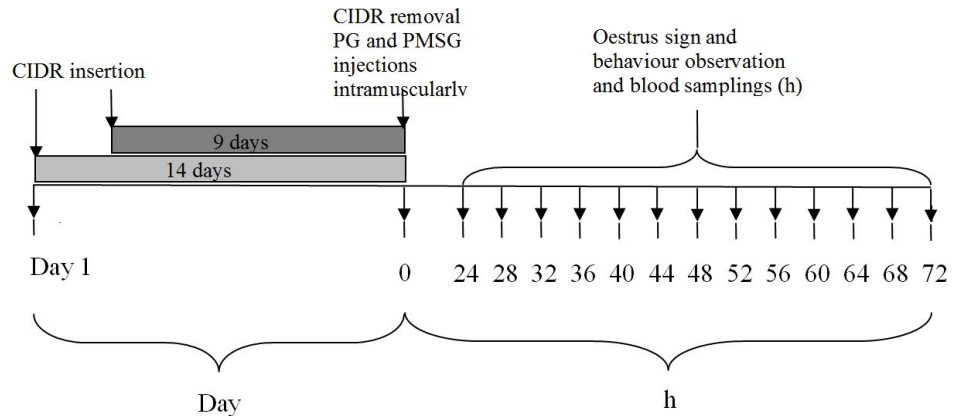 CIDR removal
PG and PMSG
injections
intramuscularly
Oestrus sign and
behaviour observation
and blood samplings (h)
CIDR insertion
9 days
14 days
Day 1
0 24 28 32 36 40 44 48 52 56 60 64 68 72
Day
h